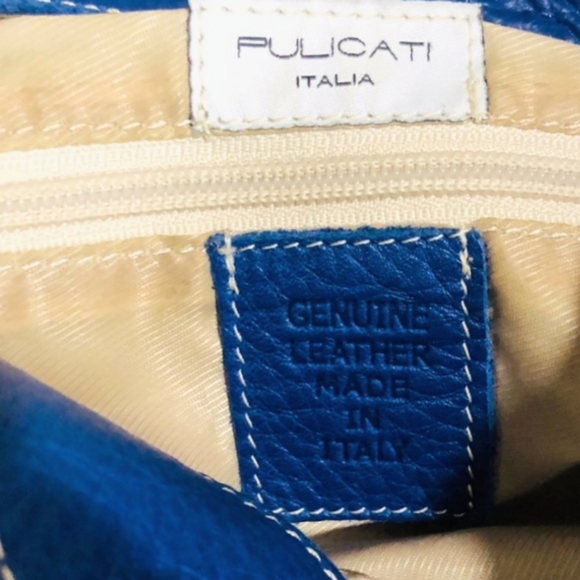 PULICATI
ITALIA
GENUINE
LEATHER
MADE
IN
ITALY